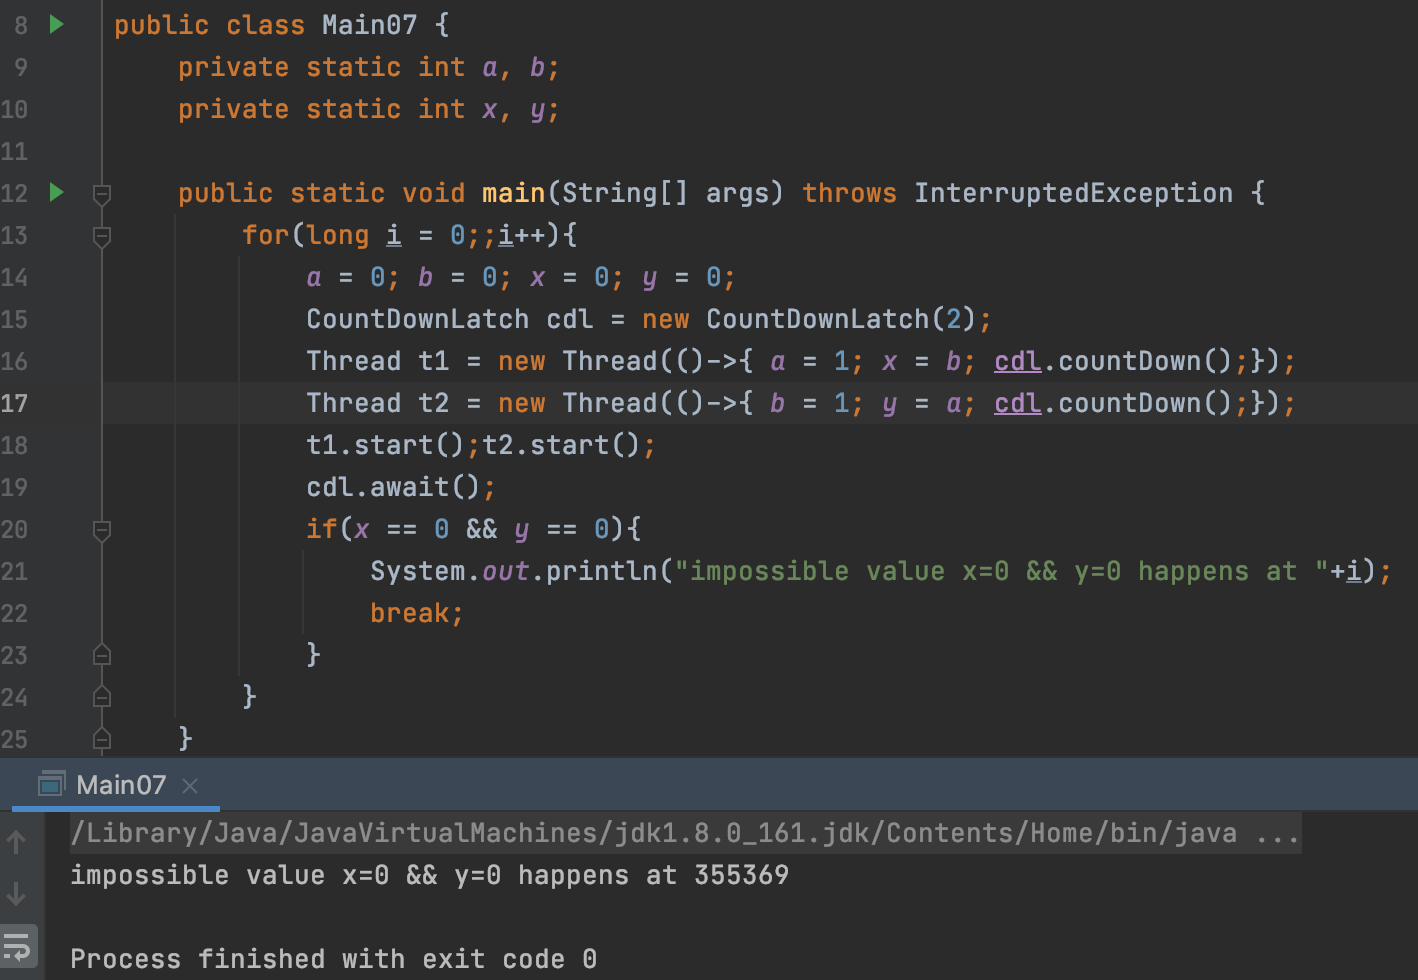 8 public class Main07 {
9 private static int a, b;
10 private static int x, y;
11
12 public static void main(String[] args) throws InterruptedException {
13 for(long i = 0;;i++){
14 a = 0; b = 0; x = 0; y = 0;
15 CountDownLatch cdl = new CountDownLatch(2);
16 Thread t1 = new Thread(()->{ a = 1; x = b; cdl.countDown();});
17 Thread t2 = new Thread(()->{ b = 1; y = a; cdl.countDown();});
18 t1.start();t2.start();
19 cdl.await();
20 if(x == 0 && y == 0){
21 System.out.println("impossible value x=0 && y=0 happens at "+i);
22 break;
23 }
24 }
25 }
Main07
/Library/Java/JavaVirtualMachines/jdk1.8.0_161.jdk/Contents/Home/bin/java ...
impossible value x=0 && y=0 happens at 355369
Process finished with exit code 0